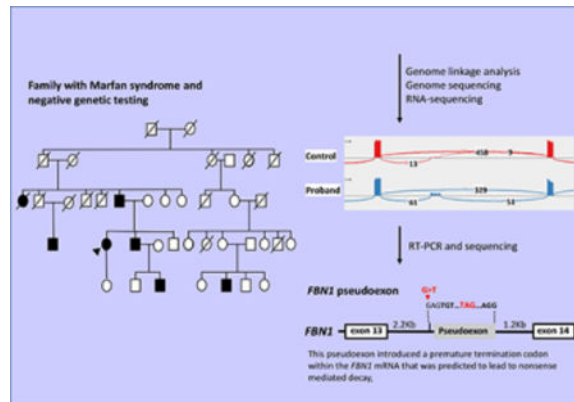 Family with Marfan syndrome and
negative genetic testing
Genome linkage analysis
Genome sequencing
RNA-sequencing
Control
458 9
13
Proband
329
61 51
RT-PCR and sequencing
FBN1 pseudoexon
G>T
GAGTGT...TAG...AGG
FBN1
exon 13
2.2Kb
Pseudoexon
1.2Kb
exon 14
This pseudoexon introduced a premature termination codon
within the FBN1 mRNA that was predicted to lead to nonsense
mediated decay,